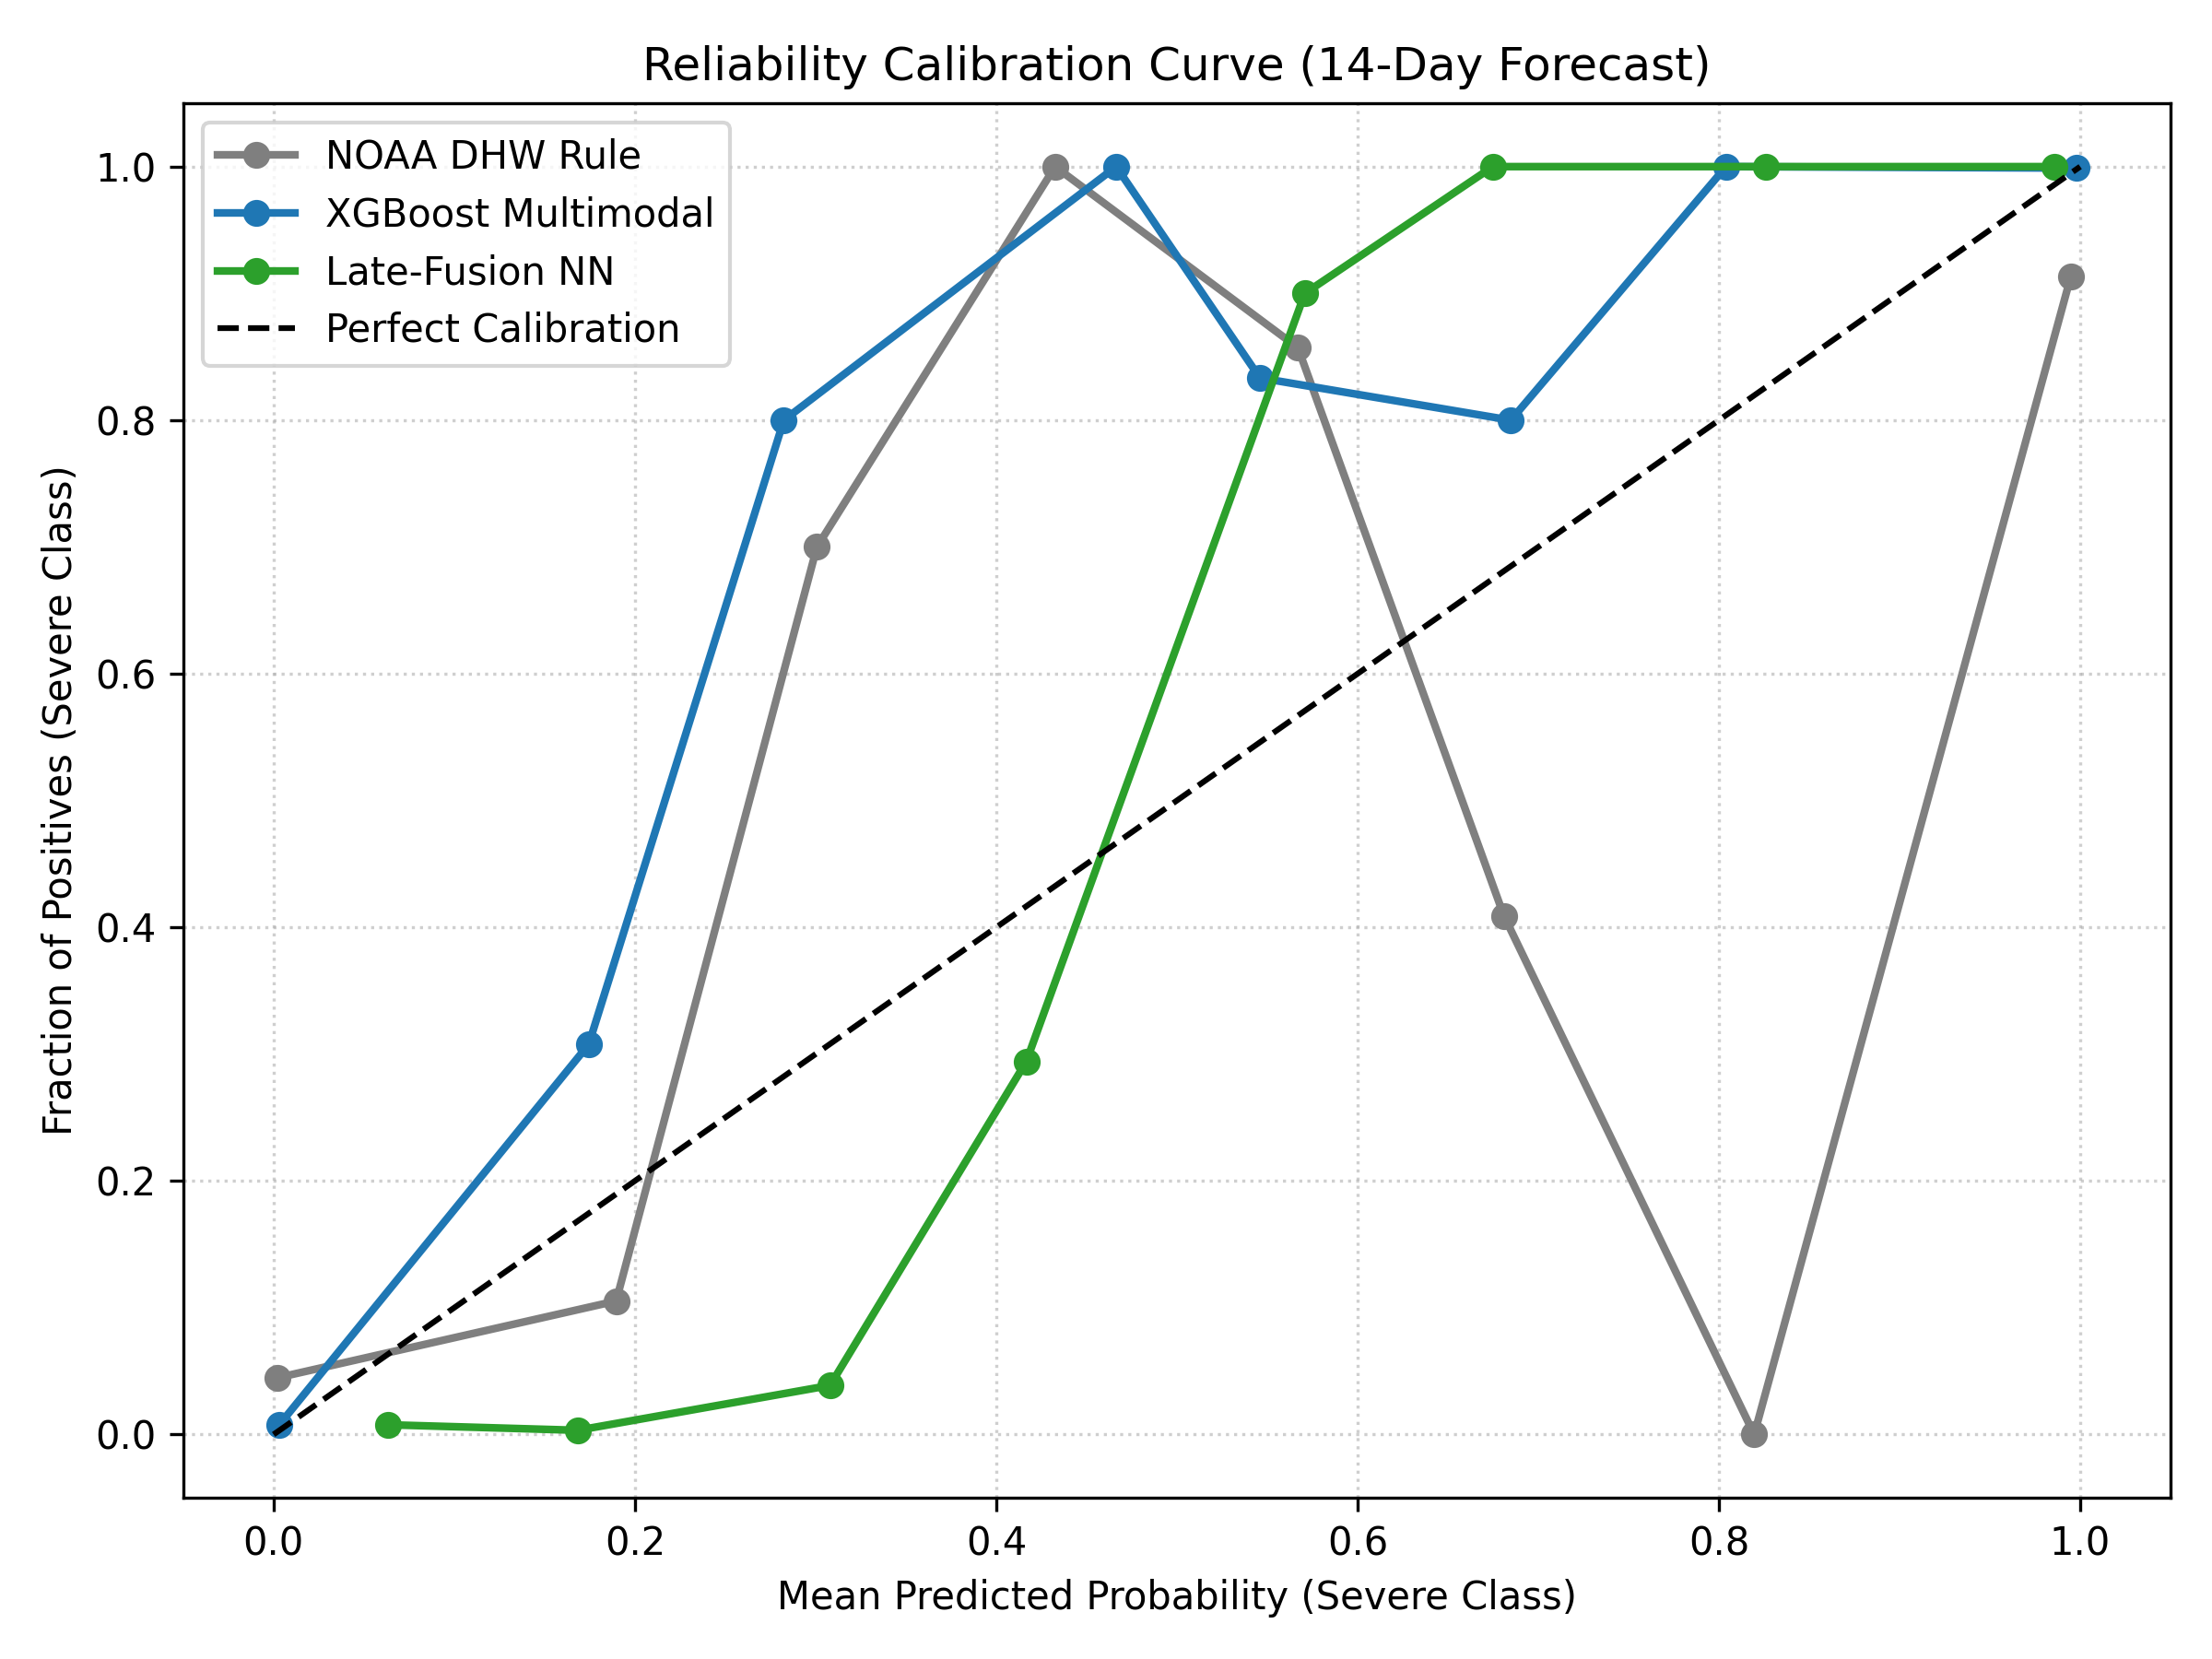 Reliability Calibration Curve (14-Day Forecast)
NOAA DHW Rule
XGBoost Multimodal
Late-Fusion NN
Perfect Calibration
Fraction of Positives (Severe Class)
1.0
0.8
0.6
0.4
0.2
0.0
0.0 0.2 0.4 0.6 0.8 1.0
Mean Predicted Probability (Severe Class)